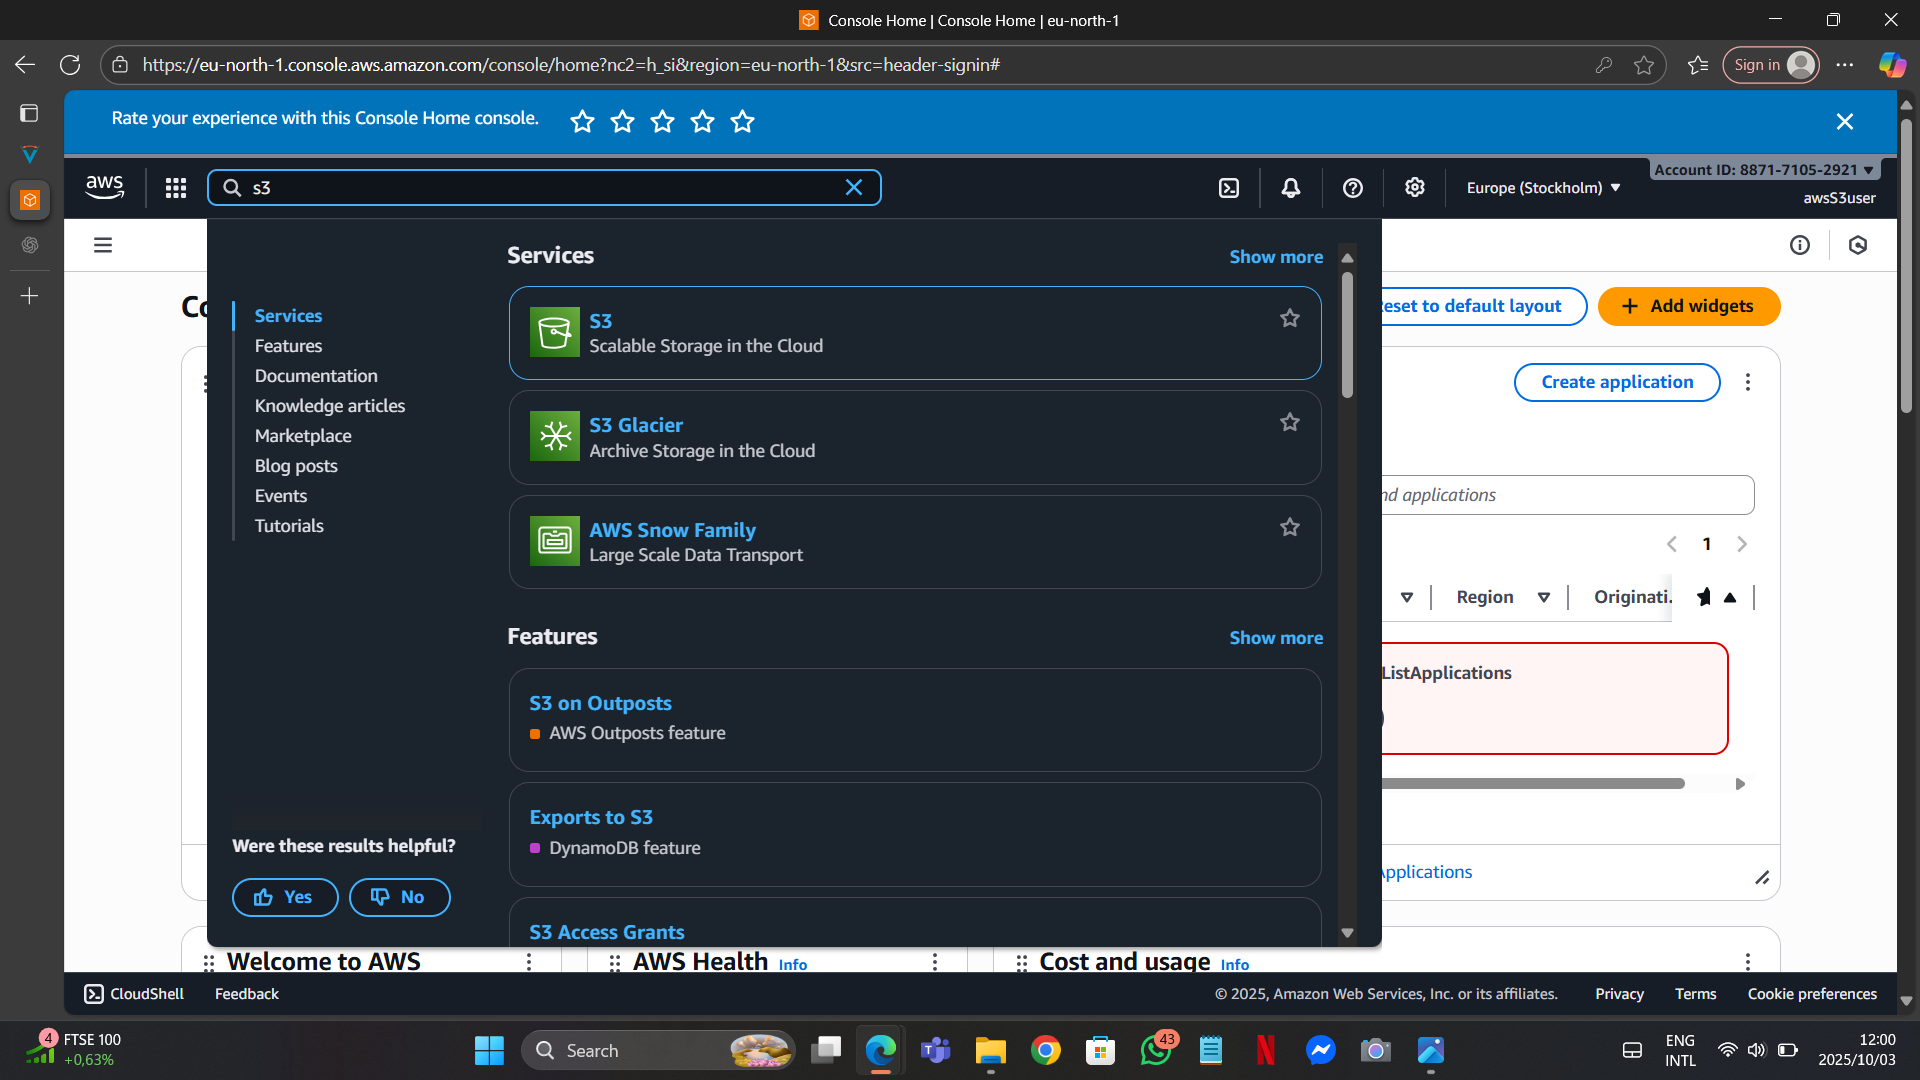 Console Home | Console Home | eu-north-1
https://eu-north-1.console.aws.amazon.com/console/home?nc2=h_si&region=eu-north-1&src=header-signin#
Sign in
Rate your experience with this Console Home console.
aws
s3
Europe (Stockholm)
Account ID: 8871-7105-2921
awsS3user
Services
Features
Documentation
Knowledge articles
Marketplace
Blog posts
Events
Tutorials
Were these results helpful?
Yes
No
Services
Show more
S3
Scalable Storage in the Cloud
S3 Glacier
Archive Storage in the Cloud
AWS Snow Family
Large Scale Data Transport
Features
Show more
S3 on Outposts
AWS Outposts feature
Exports to S3
DynamoDB feature
S3 Access Grants
eset to default layout
Add widgets
Create application
nd applications
1
Region
Originati.
ListApplications
Applications
Welcome to AWS
AWS Health Info
Cost and usage Info
CloudShell
Feedback
© 2025, Amazon Web Services, Inc. or its affiliates.
Privacy
Terms
Cookie preferences
4
FTSE 100
+0,63%
Search
43
ENG
INTL
12:00
2025/10/03